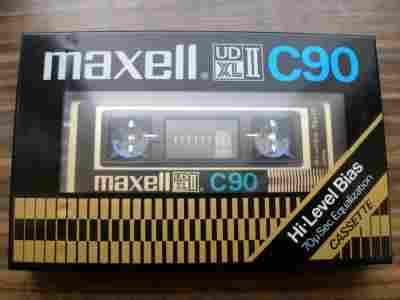 maxell. UD XL II C90
maxell UD XL II C90
Hi-Level Bias
70µSec Equalization
CASSETTE